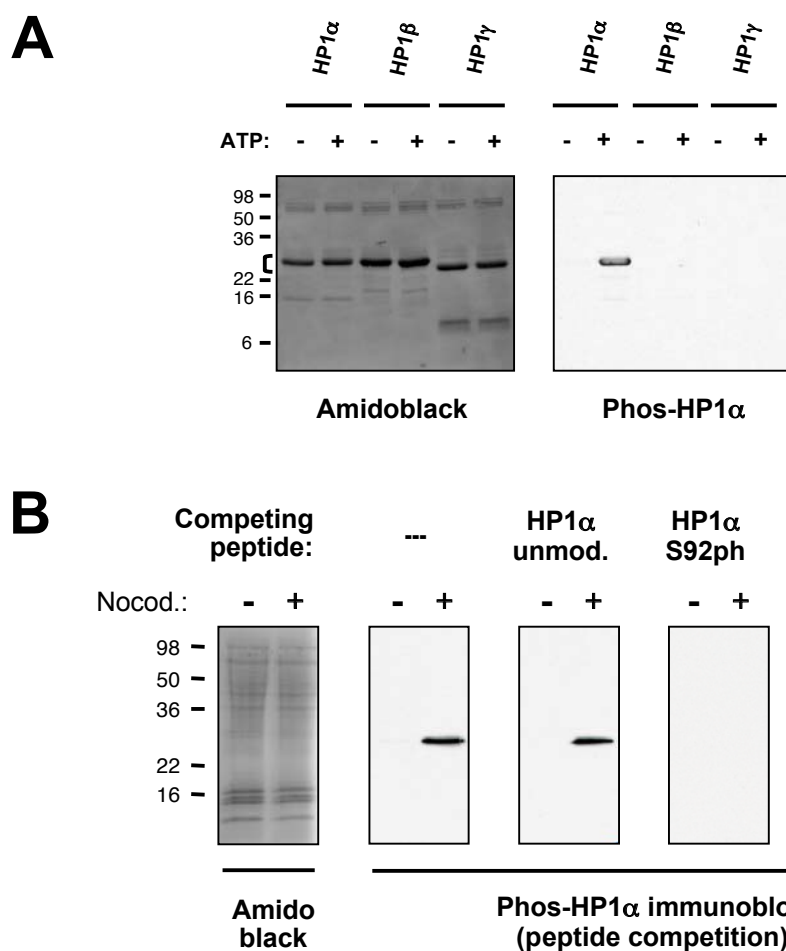 A
HP1α HP1β HP1γ HP1α HP1β HP1γ
ATP: - + - + - + - + - + - +
98
50
36
22
16
6
Amidoblack Phos-HP1α
B
Competing peptide: --- HP1α unmod. HP1α S92ph
Nocod.: - + - + - + - +
98
50
36
22
16
Amido black
Phos-HP1α immunoblo
(peptide competition)